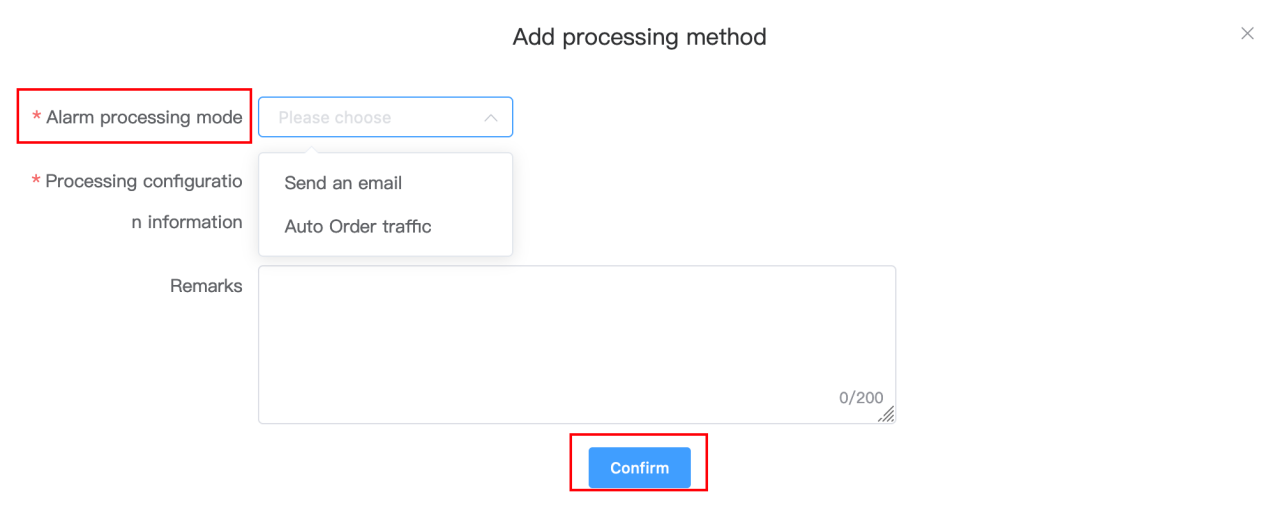 Add processing method
* Alarm processing mode
Please choose
* Processing configuratio
n information
Send an email
Auto Order traffic
Remarks
0/200
Confirm